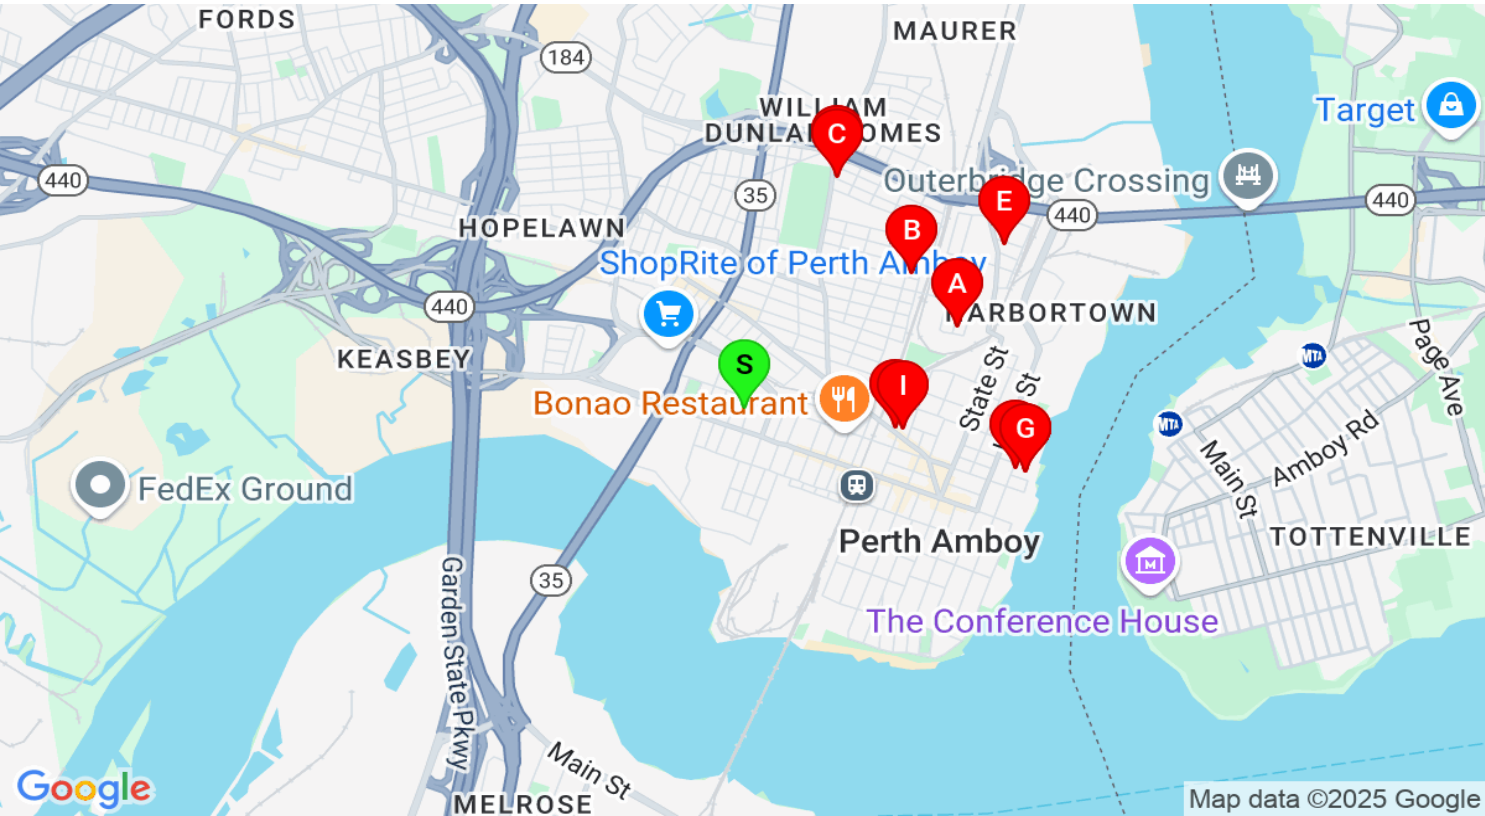 FORDS
MAURER
184
WILLIAM
DUNLAP HOMES
C
Target
440
35
Outerbridge Crossing
440
E
440
HOPELAWN
B
ShopRite of Perth Amboy
A
HARBORTOWN
440
KEASBEY
S
Bonao Restaurant
I
State St
St
G
Page Ave
MTA
MTA
Amboy Rd
Main St
FedEx Ground
TOTTENVILLE
Perth Amboy
35
Garden State Pkwy
M
The Conference House
Main St
Google
MELROSE
Map data ©2025 Google